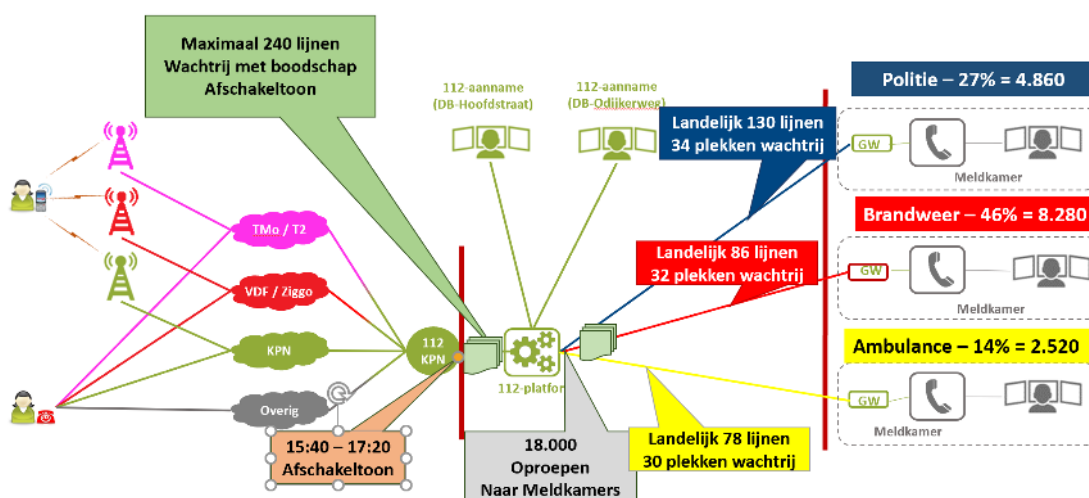 Maximaal 240 lijnen
Wachtrij met boodschap
Afschakeltoon
112-aanname
(DB-Hoofdstraat)
112-aanname
(DB-Odijkerweg)
Politie – 27% = 4.860
Landelijk 130 lijnen
34 plekken wachtrij
GW
Meldkamer
TMo / T2
Brandweer – 46% = 8.280
Landelijk 86 lijnen
32 plekken wachtrij
GW
Meldkamer
VDF / Ziggo
KPN
112
KPN
112-platfor
Ambulance – 14% = 2.520
GW
Meldkamer
Overig
15:40 – 17:20
Afschakeltoon
18.000
Oproepen
Naar Meldkamers
Landelijk 78 lijnen
30 plekken wachtrij